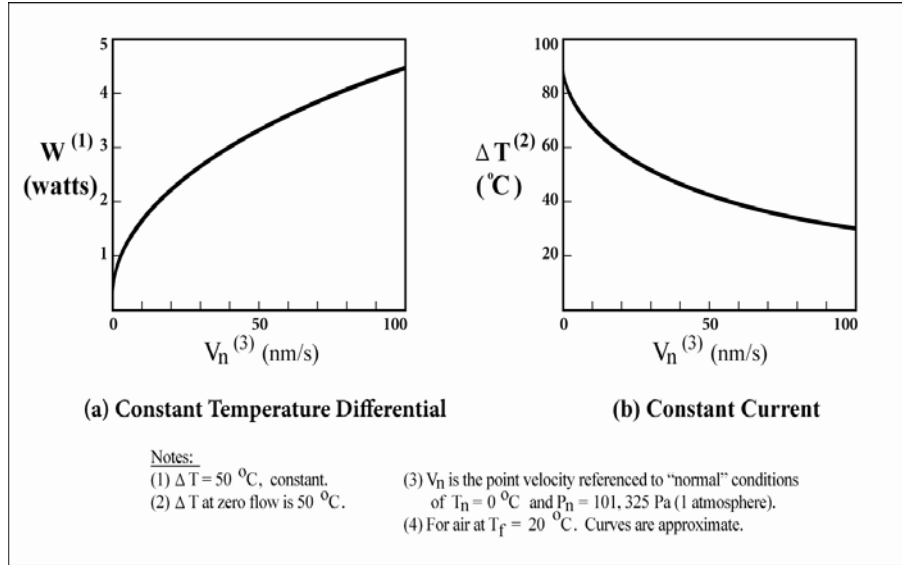 5
4
3
2
1
W (1)
(watts)
0
50
100
Vn (3) (nm/s)
(a) Constant Temperature Differential
100
80
60
40
20
Δ T (2)
(°C)
0
50
100
Vn (3) (nm/s)
(b) Constant Current
Notes:
(1) Δ T = 50 °C, constant.
(2) Δ T at zero flow is 50 °C.
(3) Vn is the point velocity referenced to “normal” conditions
of Tn = 0 °C and Pn = 101, 325 Pa (1 atmosphere).
(4) For air at Tf = 20 °C. Curves are approximate.